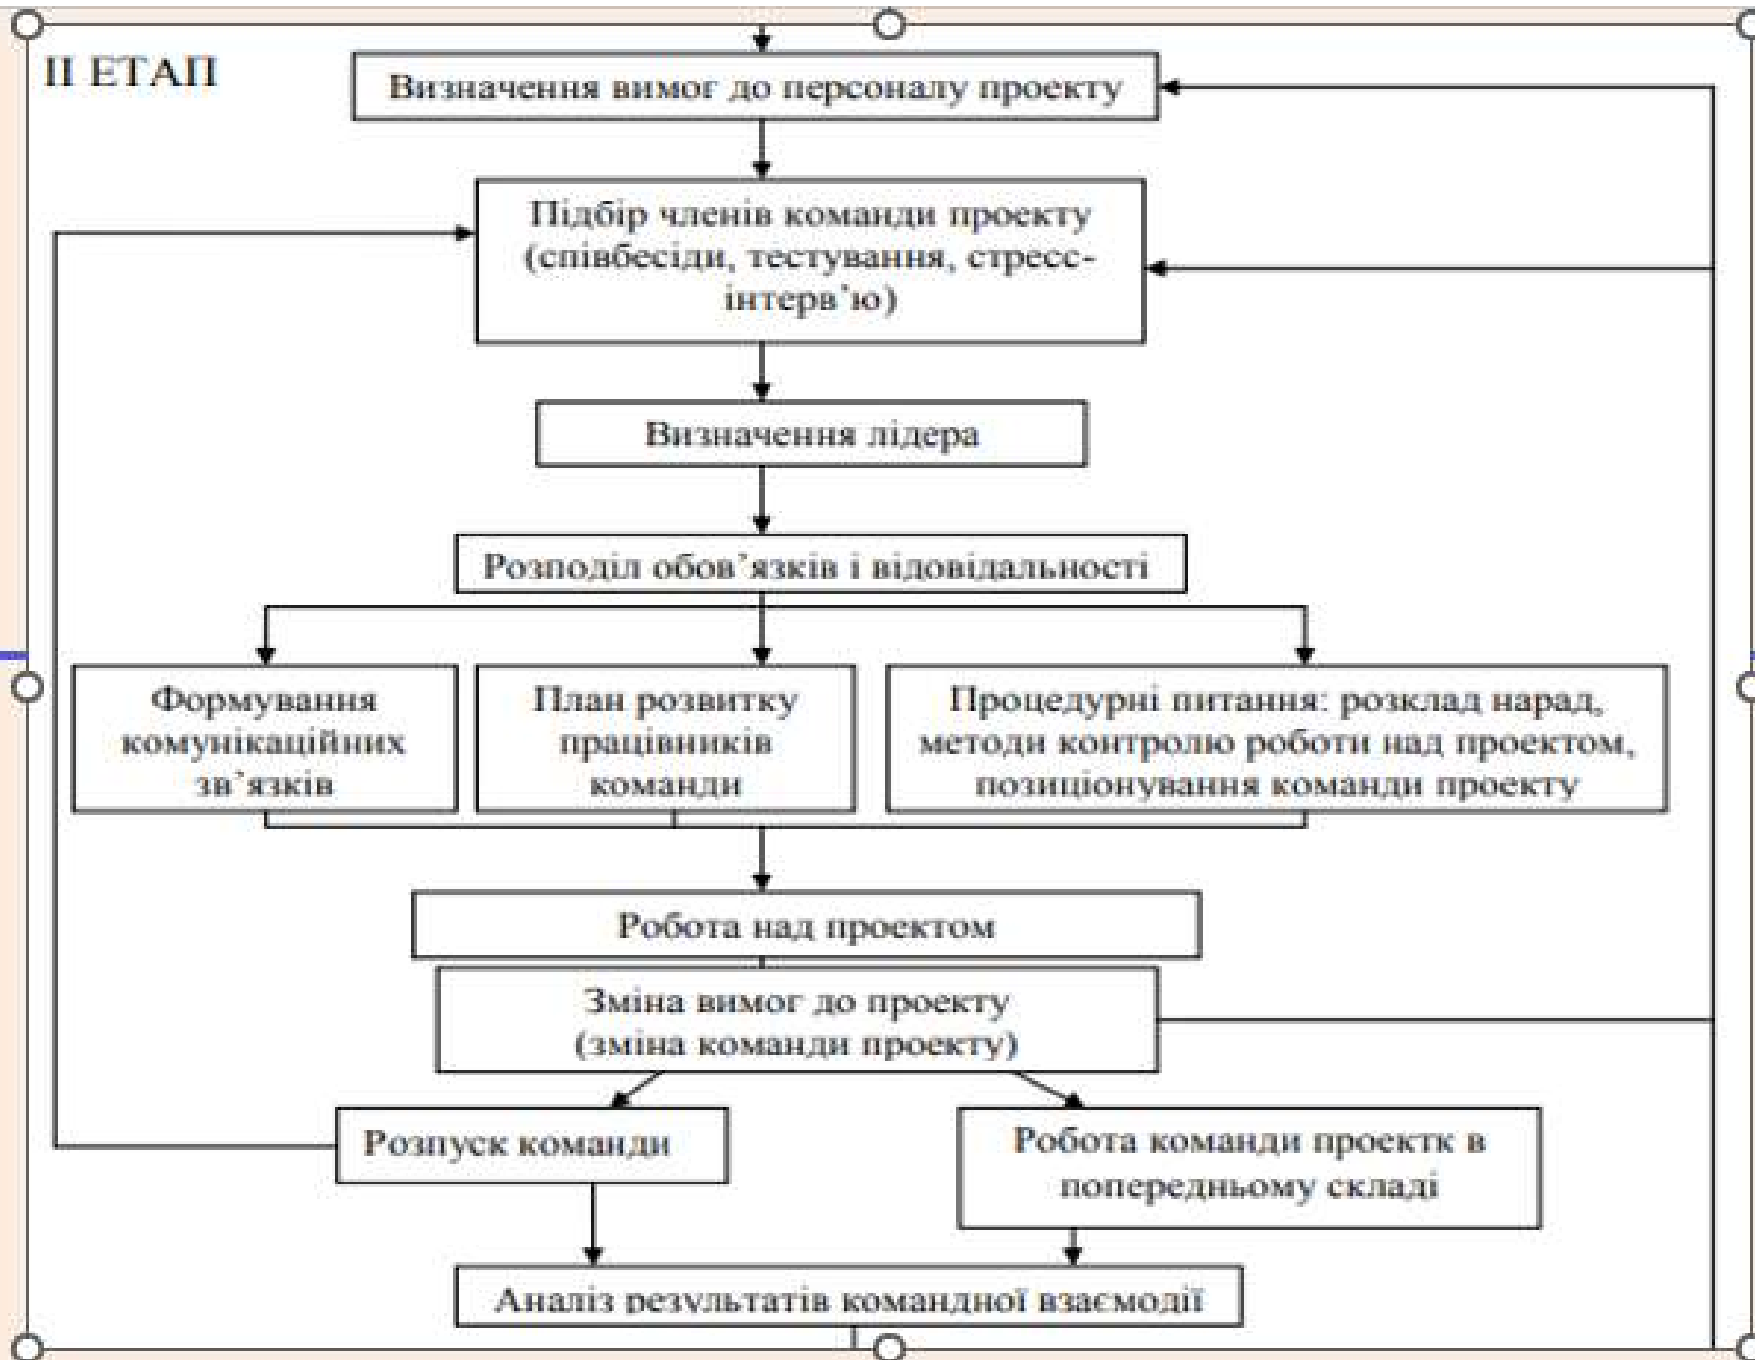 ІІ ЕТАП
Визначення вимог до персоналу проекту
Підбір членів команди проекту
(співбесіди, тестування, стресс-
інтерв’ю)
Визначення лідера
Розподіл обов’язків і відовідальності
Формування
комунікаційних
зв’язків
План розвитку
працівників
команди
Процедурні питання: розклад нарад,
методи контролю роботи над проектом,
позиціонування команди проекту
Робота над проектом
Зміна вимог до проекту
(зміна команди проекту)
Розпуск команди
Робота команди проектк в
попередньому складі
Аналіз результатів командної взаємодії